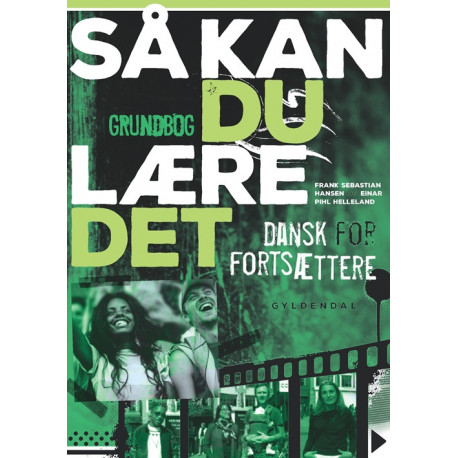 SÅ KAN
GRUNDBOG DU
LÆRE
FRANK SEBASTIAN
HANSEN EINAR
PIHL HELLELAND
DET
DANSK FOR
FORTSÆTTERE
GYLDENDAL